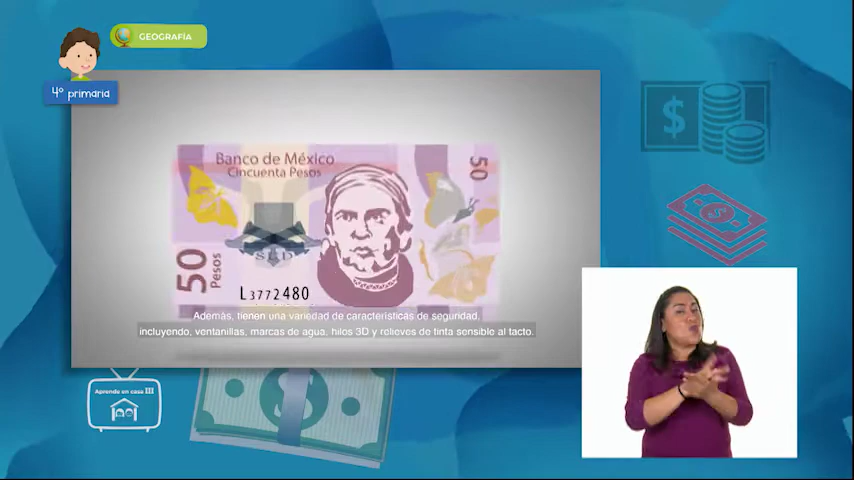 GEOGRAFÍA
4° primaria
Banco de México
Cincuenta Pesos
50
50
Pesos
L3772480
Además, tienen una variedad de características de seguridad,
incluyendo, ventanillas, marcas de agua, hilos 3D y relieves de tinta sensible al tacto.
Aprende en casa III
$
$
$